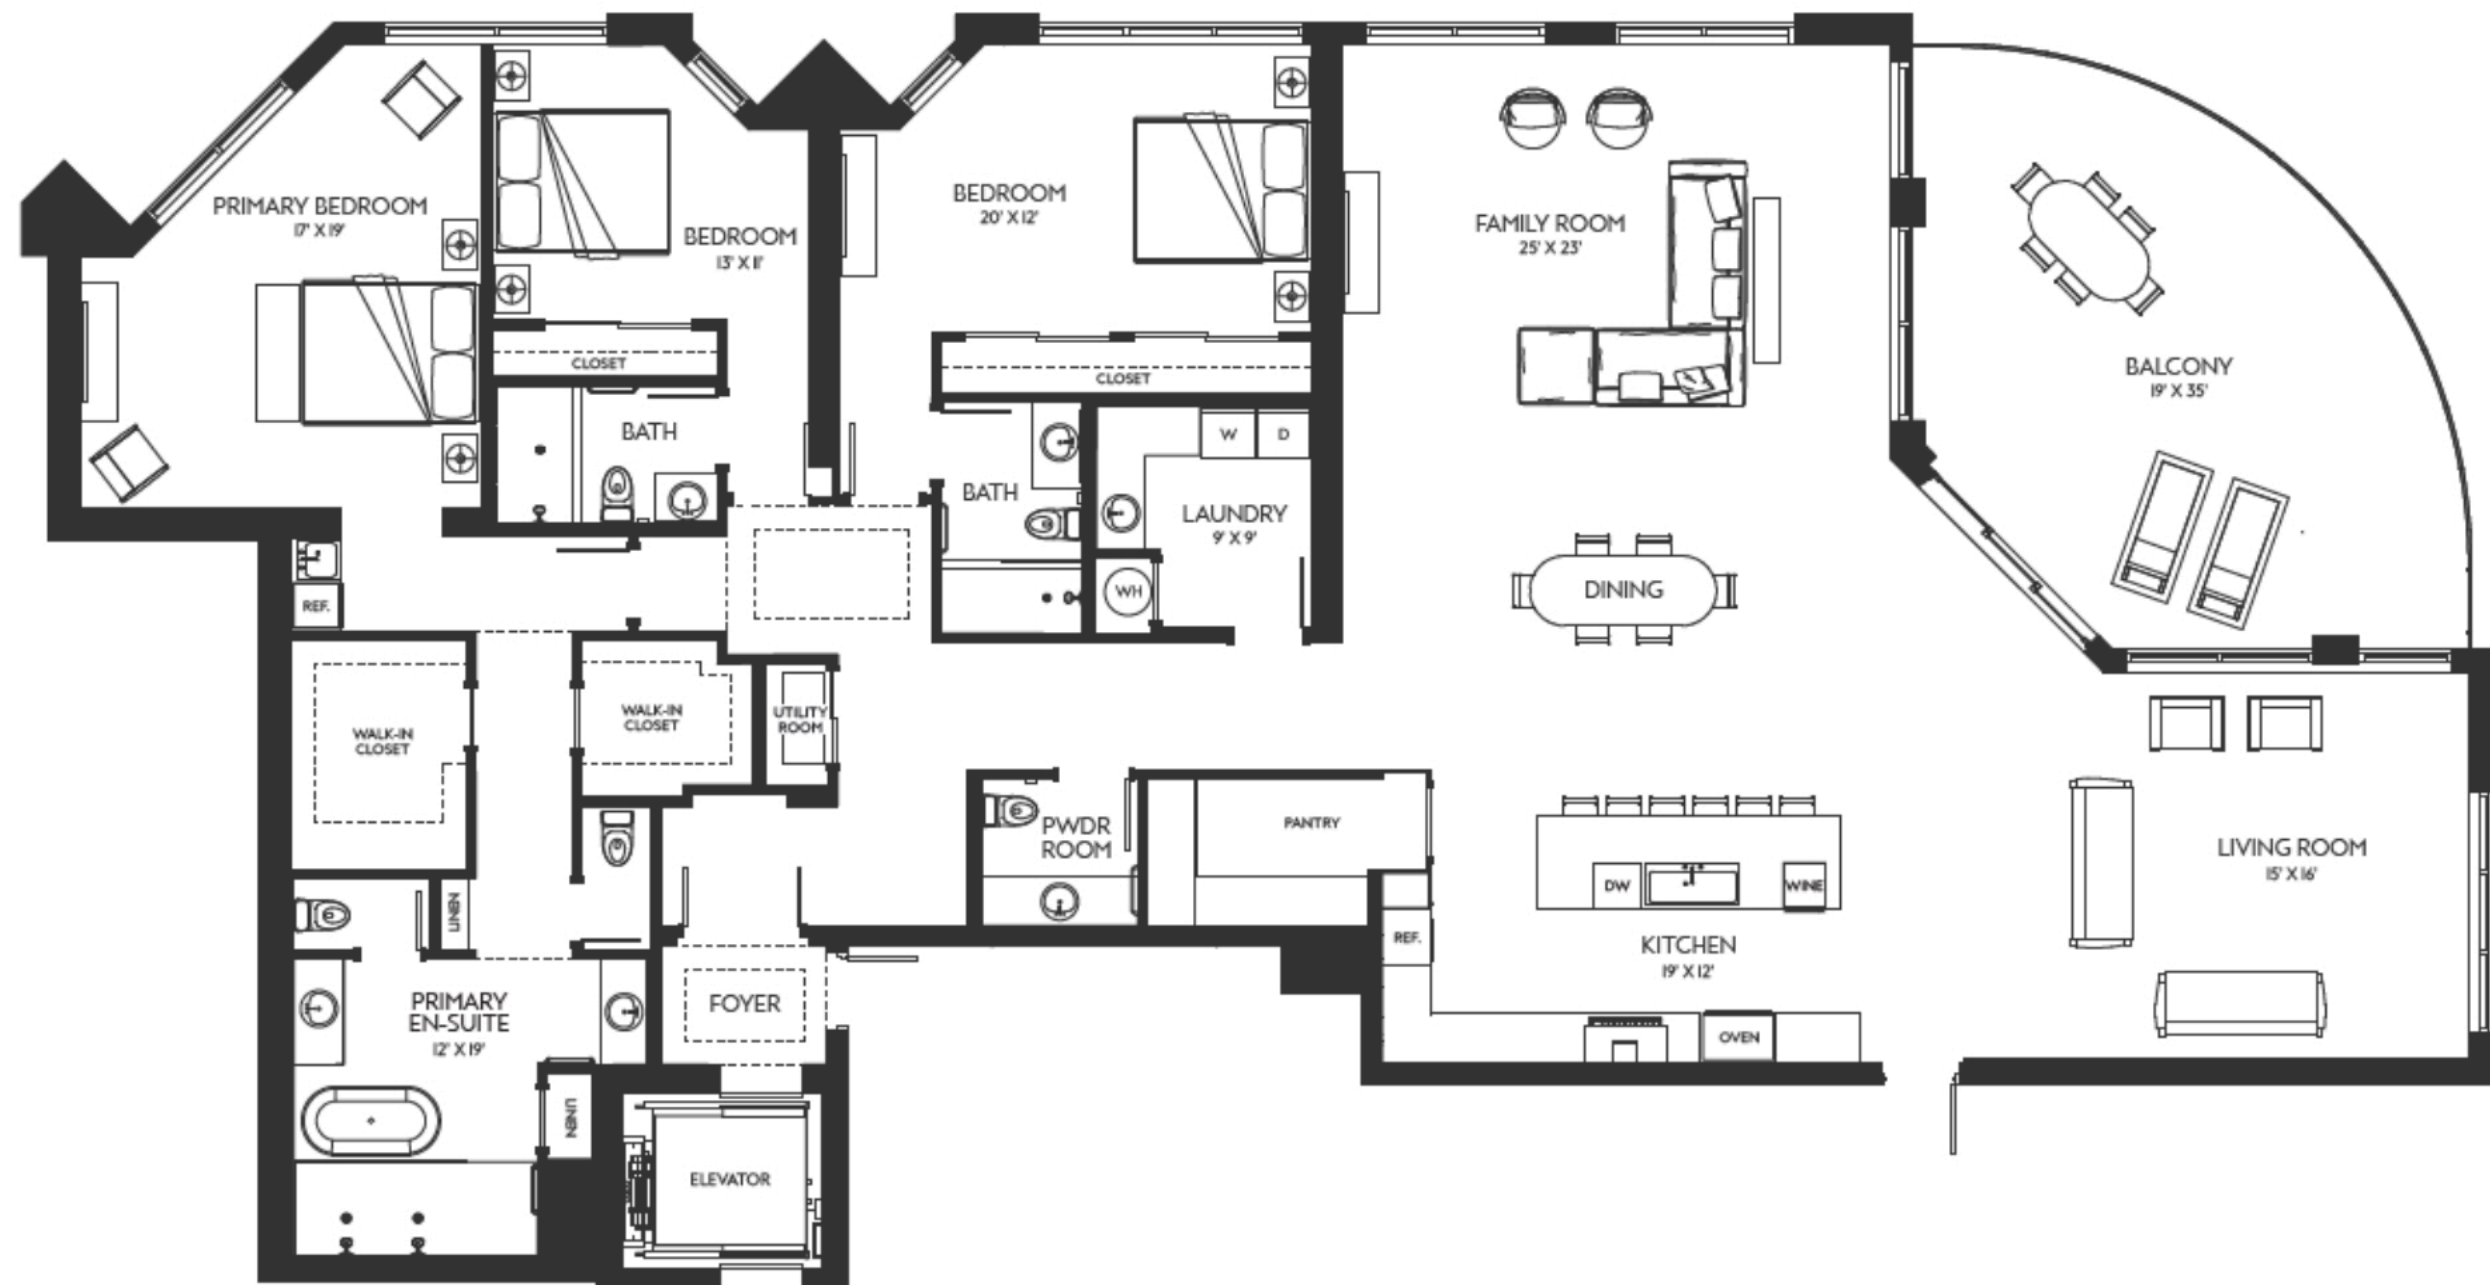 PRIMARY BEDROOM
17' X 19'
BEDROOM
13' X 11'
BEDROOM
20' X 12'
FAMILY ROOM
25' X 23'
BALCONY
19' X 35'
CLOSET
CLOSET
BATH
W
D
BATH
LAUNDRY
9' X 9'
WH
DINING
REF.
WALK-IN
CLOSET
WALK-IN
CLOSET
UTILITY
ROOM
PWDR
ROOM
PANTRY
LIVING ROOM
15' X 16'
LINEN
DW
WINE
REF.
KITCHEN
19' X 12'
PRIMARY
EN-SUITE
12' X 19'
FOYER
OVEN
LINEN
ELEVATOR